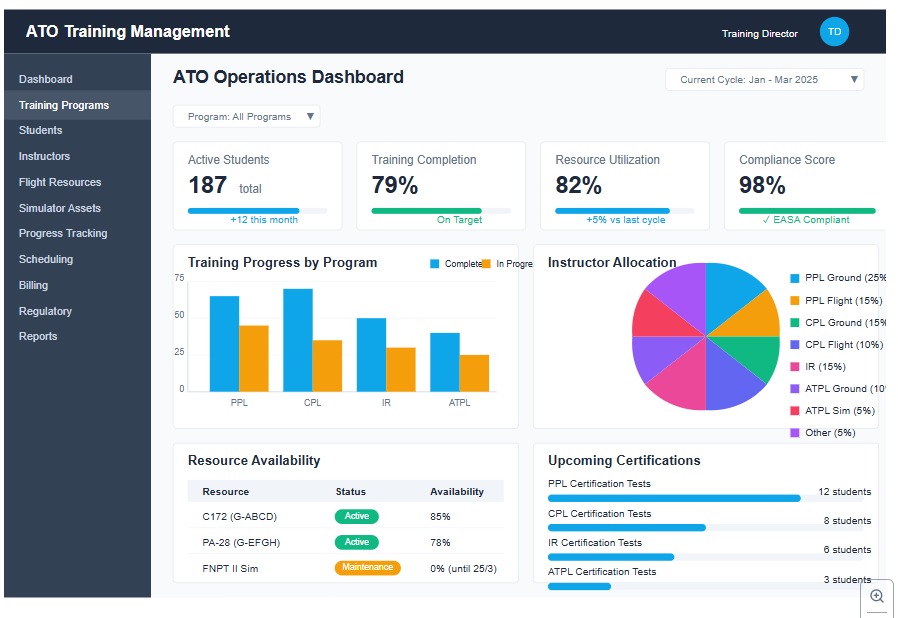 ATO Training Management
Training Director
TD
Dashboard
Training Programs
Students
Instructors
Flight Resources
Simulator Assets
Progress Tracking
Scheduling
Billing
Regulatory
Reports
ATO Operations Dashboard
Current Cycle: Jan - Mar 2025 ▼
Program: All Programs ▼
Active Students
187 total
+12 this month
Training Completion
79%
On Target
Resource Utilization
82%
+5% vs last cycle
Compliance Score
98%
✓ EASA Compliant
Training Progress by Program
Complete
In Progre
75
50
25
0
PPL
CPL
IR
ATPL
Instructor Allocation
PPL Ground (25%
PPL Flight (15%)
CPL Ground (15%
CPL Flight (10%)
IR (15%)
ATPL Ground (10
ATPL Sim (5%)
Other (5%)
Resource Availability
Resource Status Availability
C172 (G-ABCD) Active 85%
PA-28 (G-EFGH) Active 78%
FNPT II Sim Maintenance 0% (until 25/3)
Upcoming Certifications
PPL Certification Tests
12 students
CPL Certification Tests
8 students
IR Certification Tests
6 students
ATPL Certification Tests
3 students